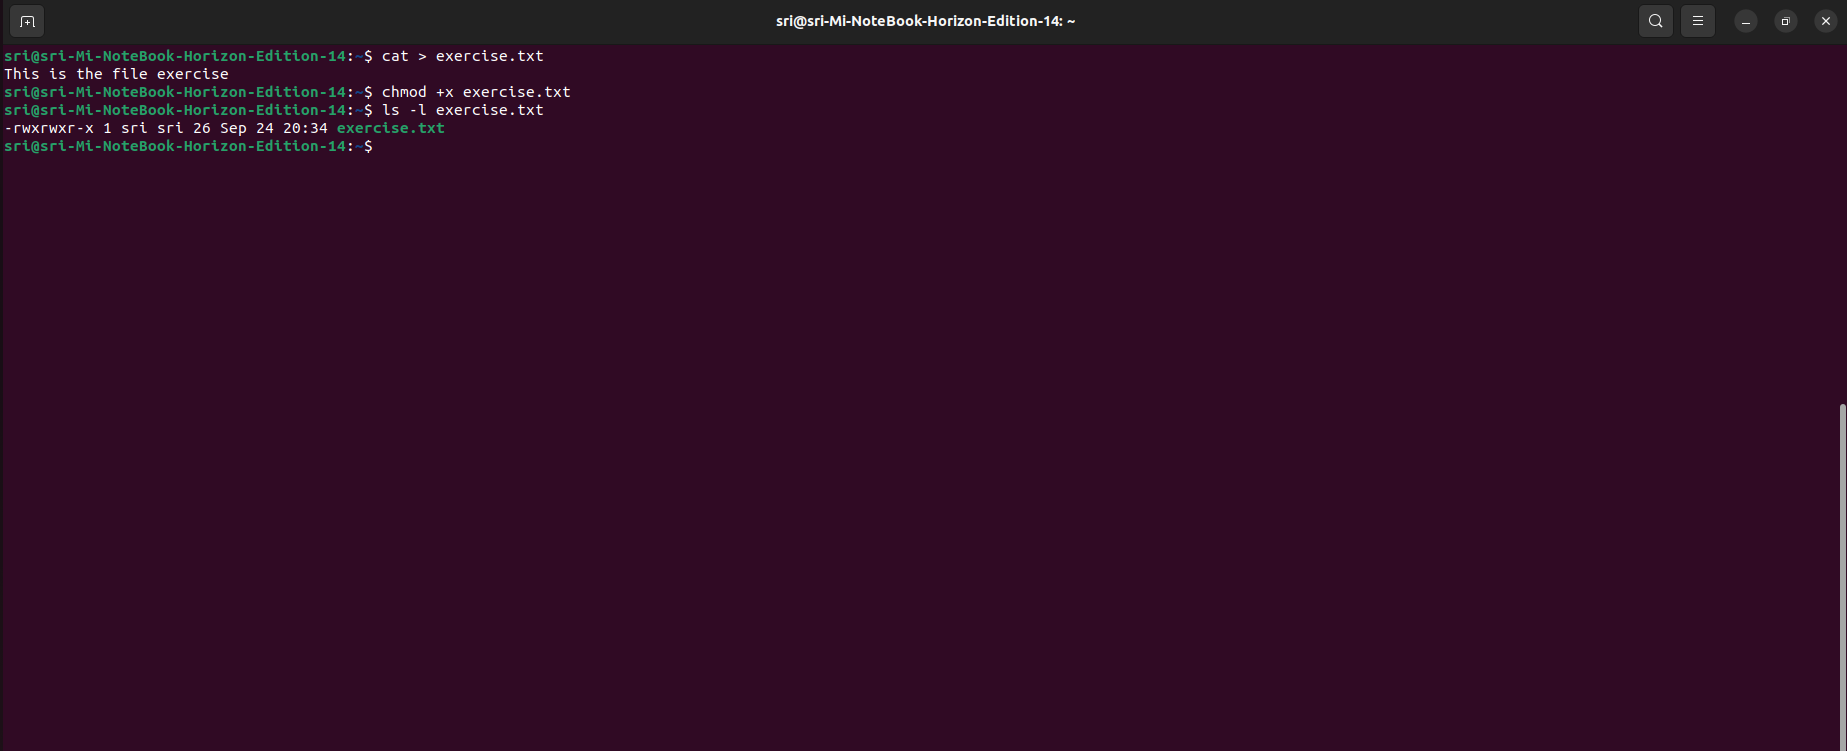 sri@sri-Mi-NoteBook-Horizon-Edition-14: ~
sri@sri-Mi-NoteBook-Horizon-Edition-14:~$ cat > exercise.txt
This is the file exercise
sri@sri-Mi-NoteBook-Horizon-Edition-14:~$ chmod +x exercise.txt
sri@sri-Mi-NoteBook-Horizon-Edition-14:~$ ls -l exercise.txt
-rwxrwxr-x 1 sri sri 26 Sep 24 20:34 exercise.txt
sri@sri-Mi-NoteBook-Horizon-Edition-14:~$